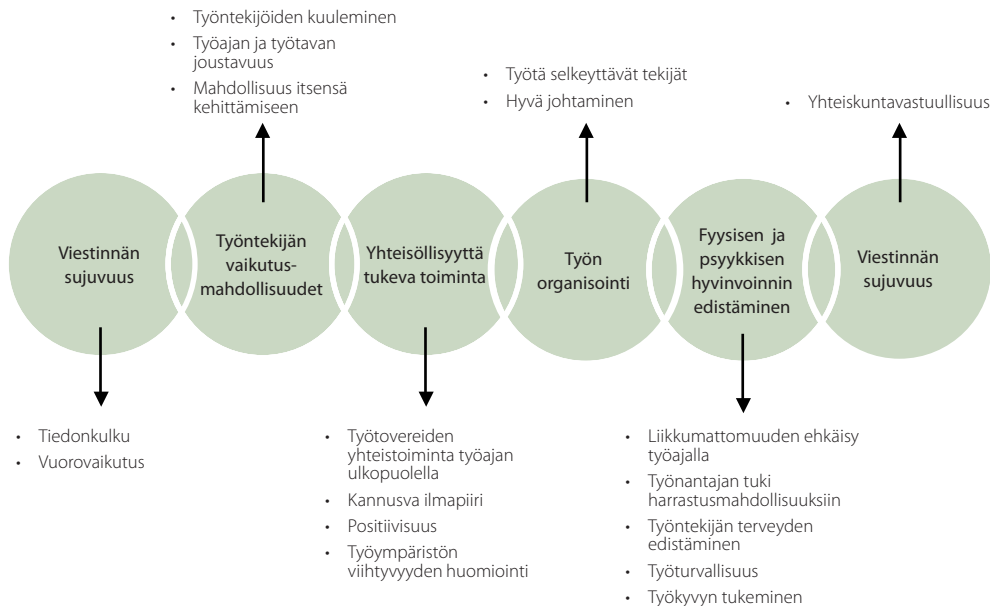 • Työntekijöiden kuuleminen
• Työajan ja työtavan
joustavuus
• Mahdollisuus itsensä
kehittämiseen
• Työtä selkeyttävät tekijät
• Hyvä johtaminen
• Yhteiskuntavastuullisuus
Viestinnän
sujuvuus
Työntekijän
vaikutus-
mahdollisuudet
Yhteisöllisyyttä
tukeva toiminta
Työn
organisointi
Fyysisen ja
psyykkisen
hyvinvoinnin
edistäminen
Viestinnän
sujuvuus
• Tiedonkulku
• Vuorovaikutus
• Työtovereiden
yhteistoiminta työajan
ulkopuolella
• Kannusva ilmapiiri
• Positiivisuus
• Työympäristön
viihtyvyyden huomiointi
• Liikkumattomuuden ehkäisy
työajalla
• Työnantajan tuki
harrastusmahdollisuuksiin
• Työntekijän terveyden
edistäminen
• Työturvallisuus
• Työkyvyn tukeminen